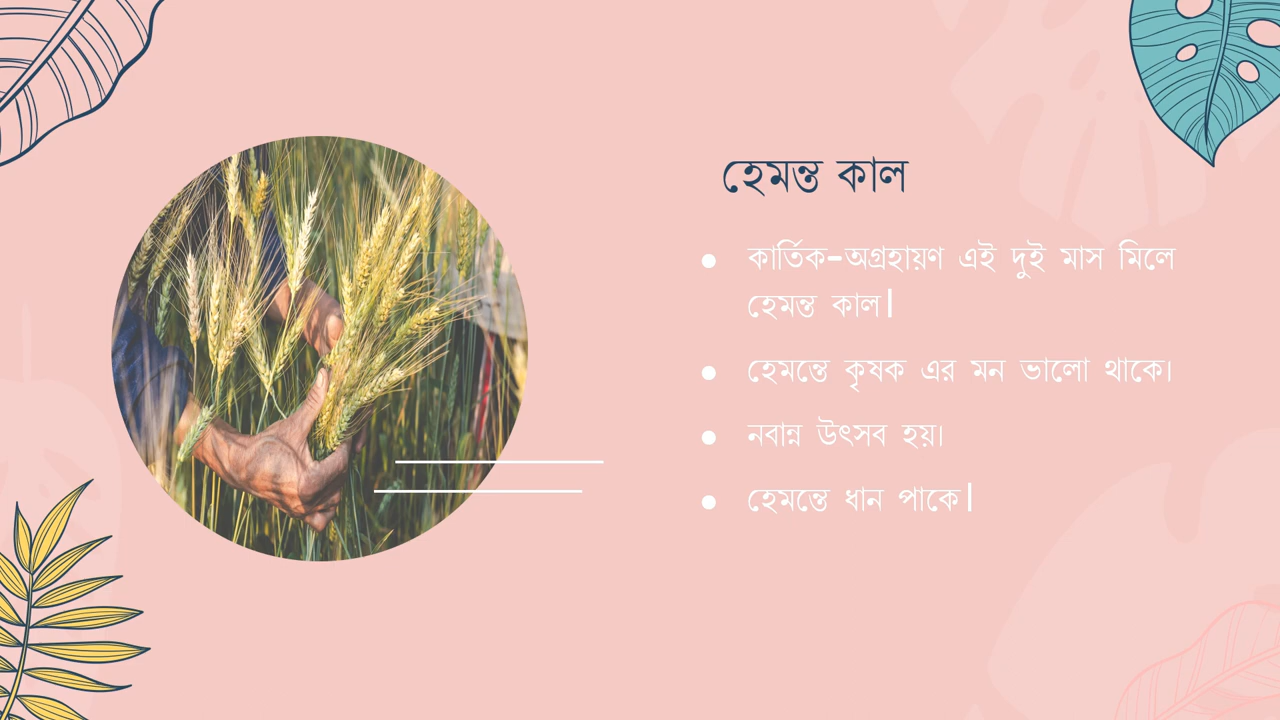 হেমন্ত কাল
কার্তিক-অগ্রহায়ণ এই দুই মাস মিলে
হেমন্ত কাল|
হেমন্তে কৃষক এর মন ভালো থাকে।
নবান্ন উৎসব হয়।
হেমন্তে ধান পাকে|